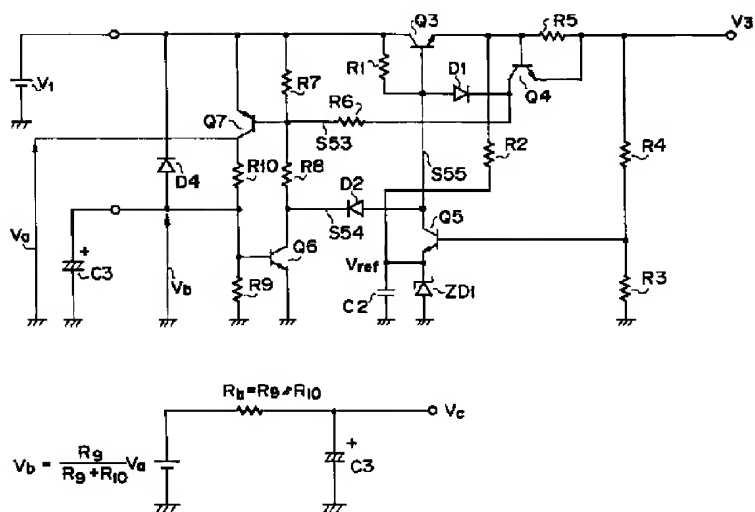 Q3
R5
V3
R1
D1
Q4
V1
R7
R6
Q7
S53
R2
R4
S55
R10
R8
D2
D4
S54
Q5
Va
Q6
C3
+
Vb
R9
Vref
C2
ZD1
R3
Rb=R9∥R10
Vc
+
C3
Vb = R9 / R9+R10 Va